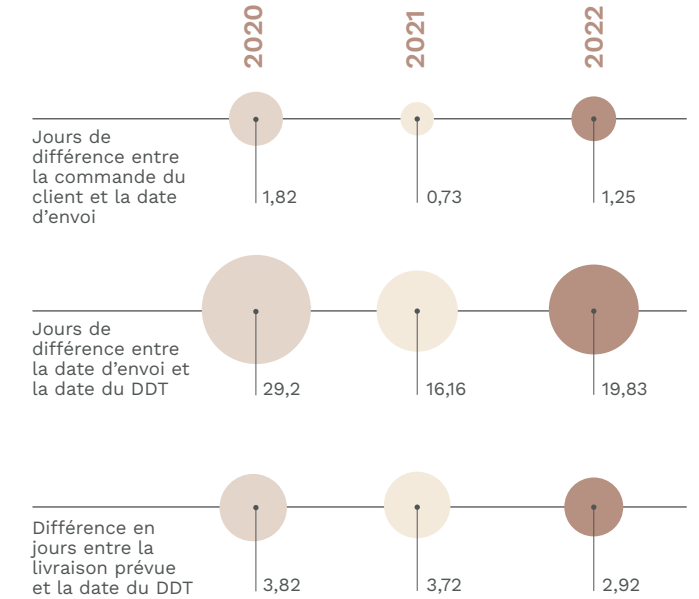 2020
2021
2022
Jours de
différence entre
la commande du
client et la date
d’envoi
1,82
0,73
1,25
Jours de
différence entre
la date d’envoi et
la date du DDT
29,2
16,16
19,83
Différence en
jours entre la
livraison prévue
et la date du DDT
3,82
3,72
2,92